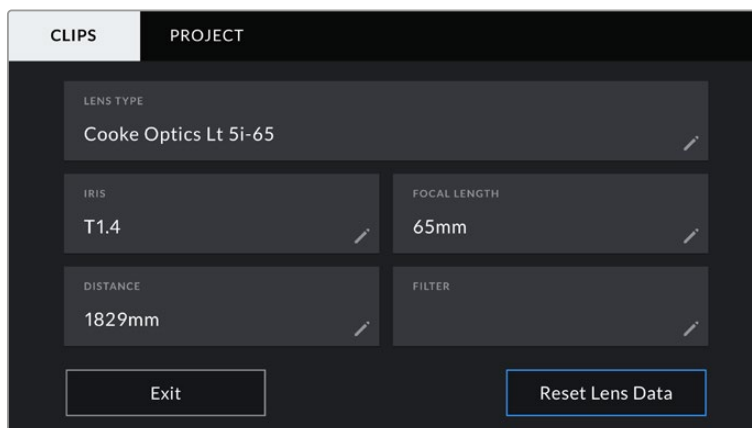 CLIPS PROJECT
LENS TYPE
Cooke Optics Lt 5i-65
IRIS FOCAL LENGTH
T1.4 65mm
DISTANCE FILTER
1829mm
Exit Reset Lens Data